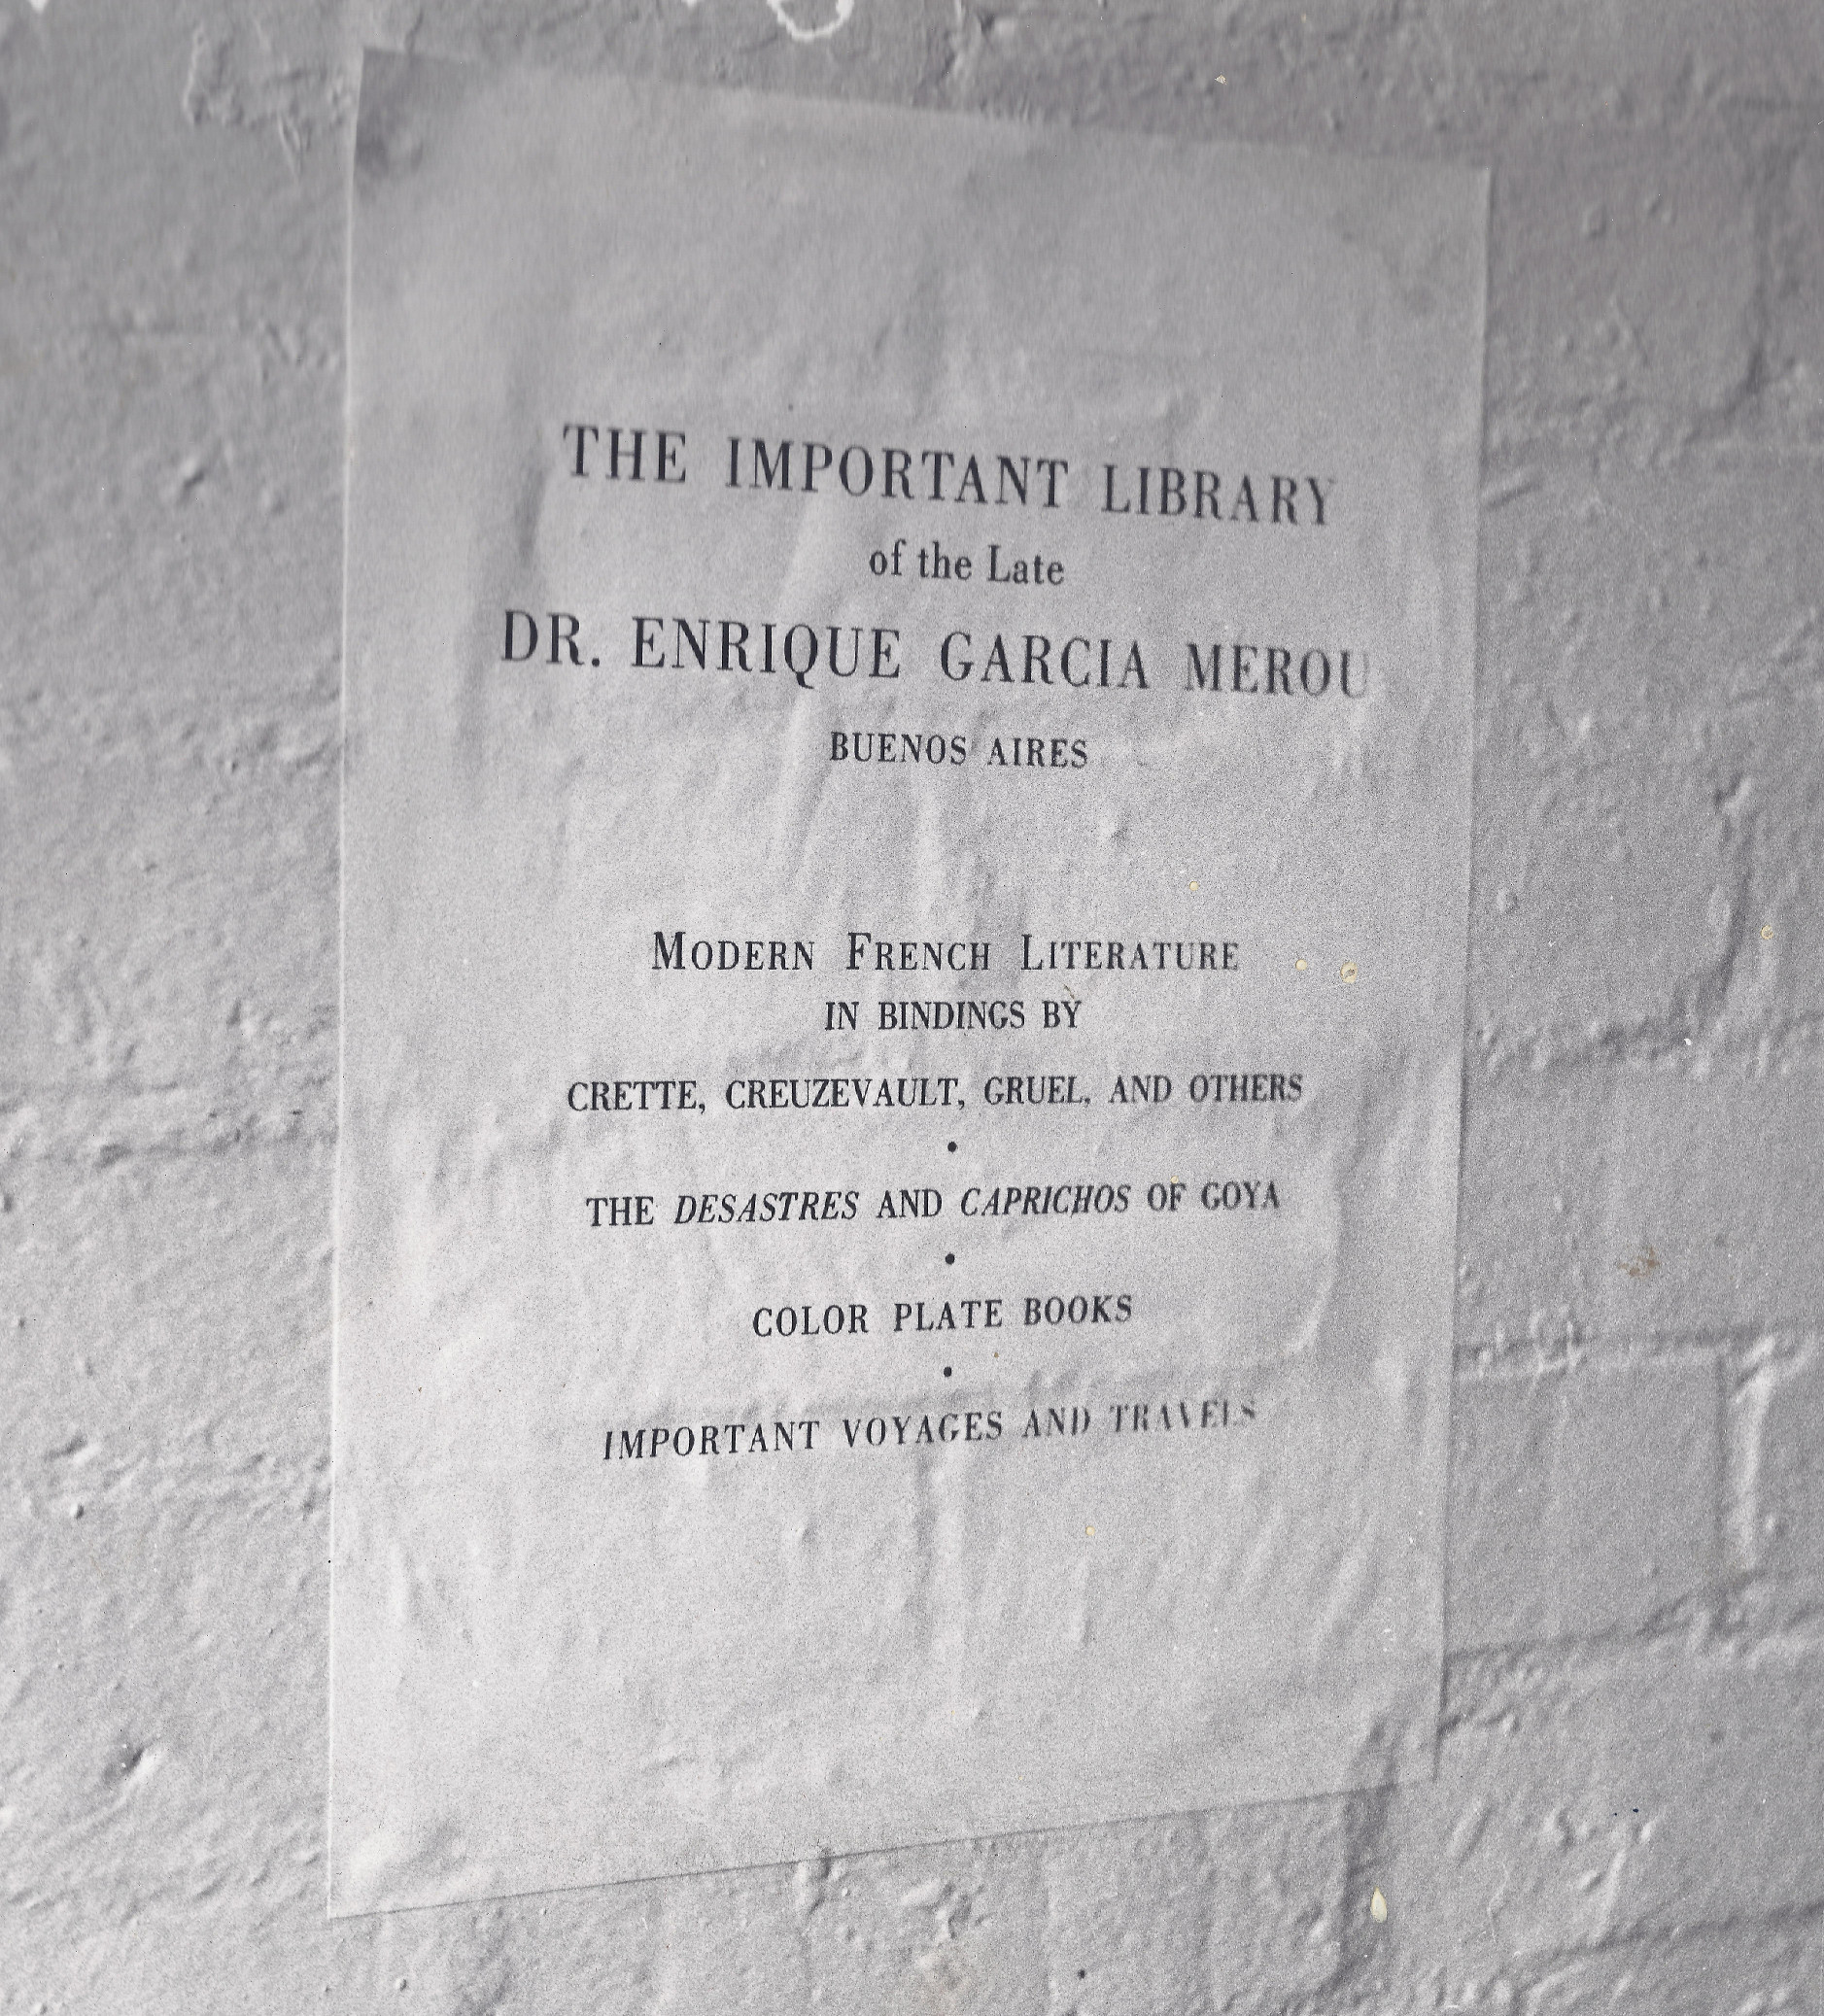 THE IMPORTANT LIBRARY
of the Late
DR. ENRIQUE GARCIA MEROU
BUENOS AIRES
MODERN FRENCH LITERATURE
IN BINDINGS BY
CRETTE, CREUZEVAULT, GRUEL, AND OTHERS
•
THE DESASTRES AND CAPRICHOS OF GOYA
•
COLOR PLATE BOOKS
•
IMPORTANT VOYAGES AND TRAVELS